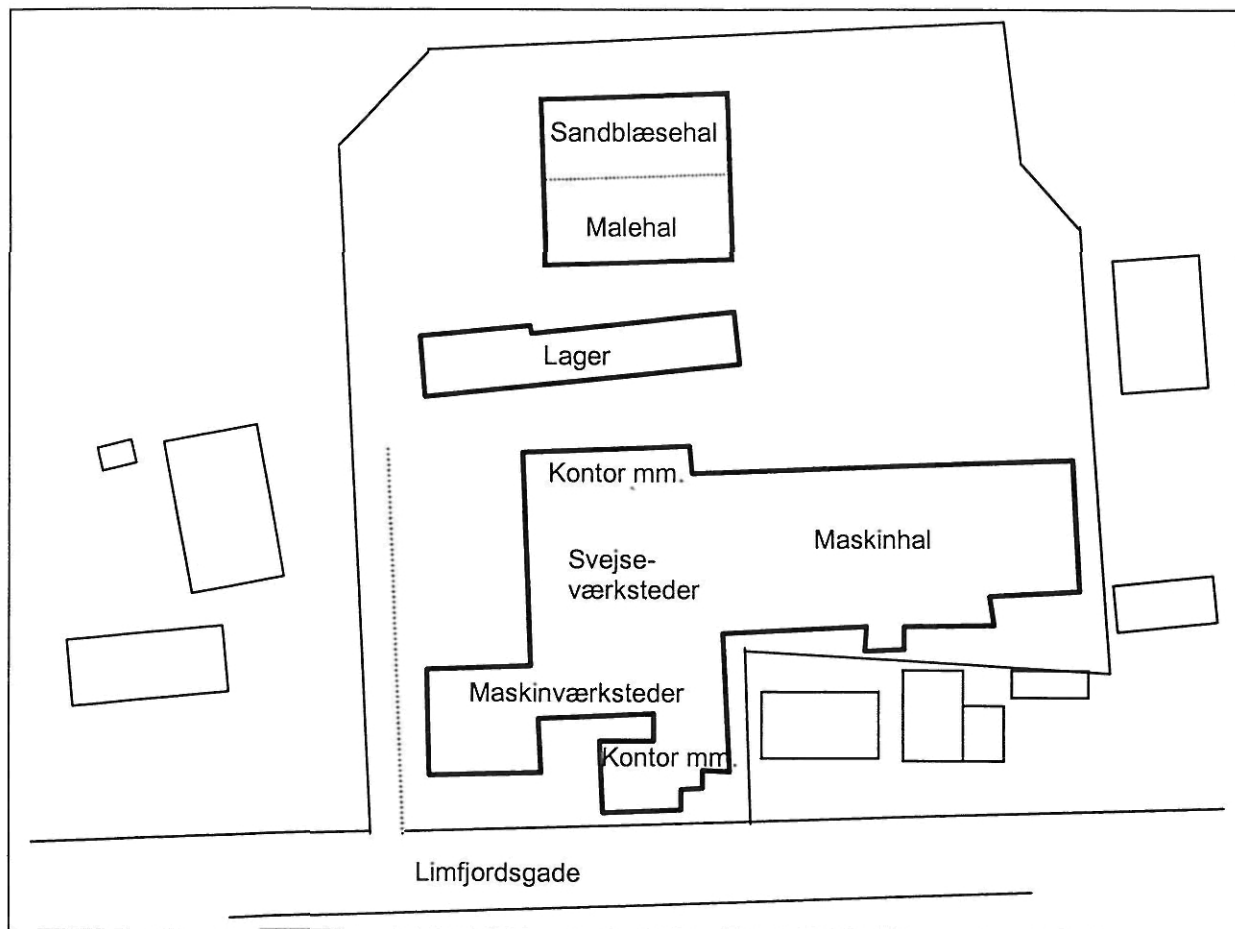 Sandblæsehal
Malehal
Lager
Kontor mm.
Maskinhal
Svejse-
værksteder
Maskinværksteder
Kontor mm.
Limfjordsgade